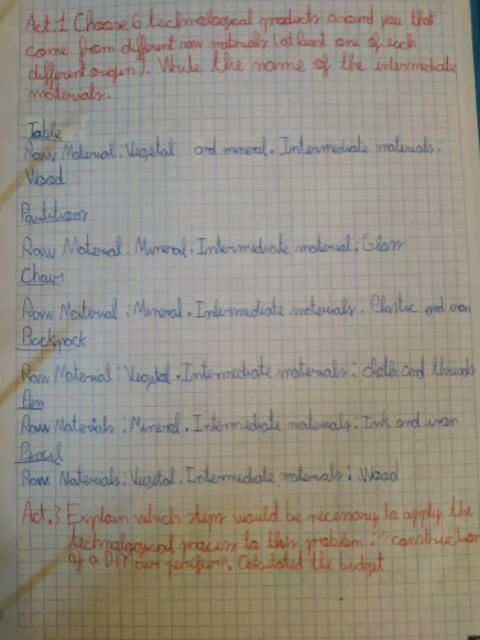 Act.1 Choose 6 technological products around you that
come from different raw materials (at least one of each
different origin). Write the name of the intermediate
materials.
Table
Raw Material: Vegetal and mineral. Intermediate materials:
Wood
Partitions
Raw Material: Mineral. Intermediate material: Glass
Chair
Raw Material: Mineral. Intermediate materials. Plastic and iron
Backpack
Raw Material: Vegetal. Intermediate materials: cloth and threads
Pen
Raw Materials: Mineral. Intermediate materials: Ink and iron
Pencil
Raw Materials: Vegetal. Intermediate materials: Wood
Act.3 Explain which steps would be necessary to apply the
technological process to this problem: "construction
of a DIY our Calculated the budget